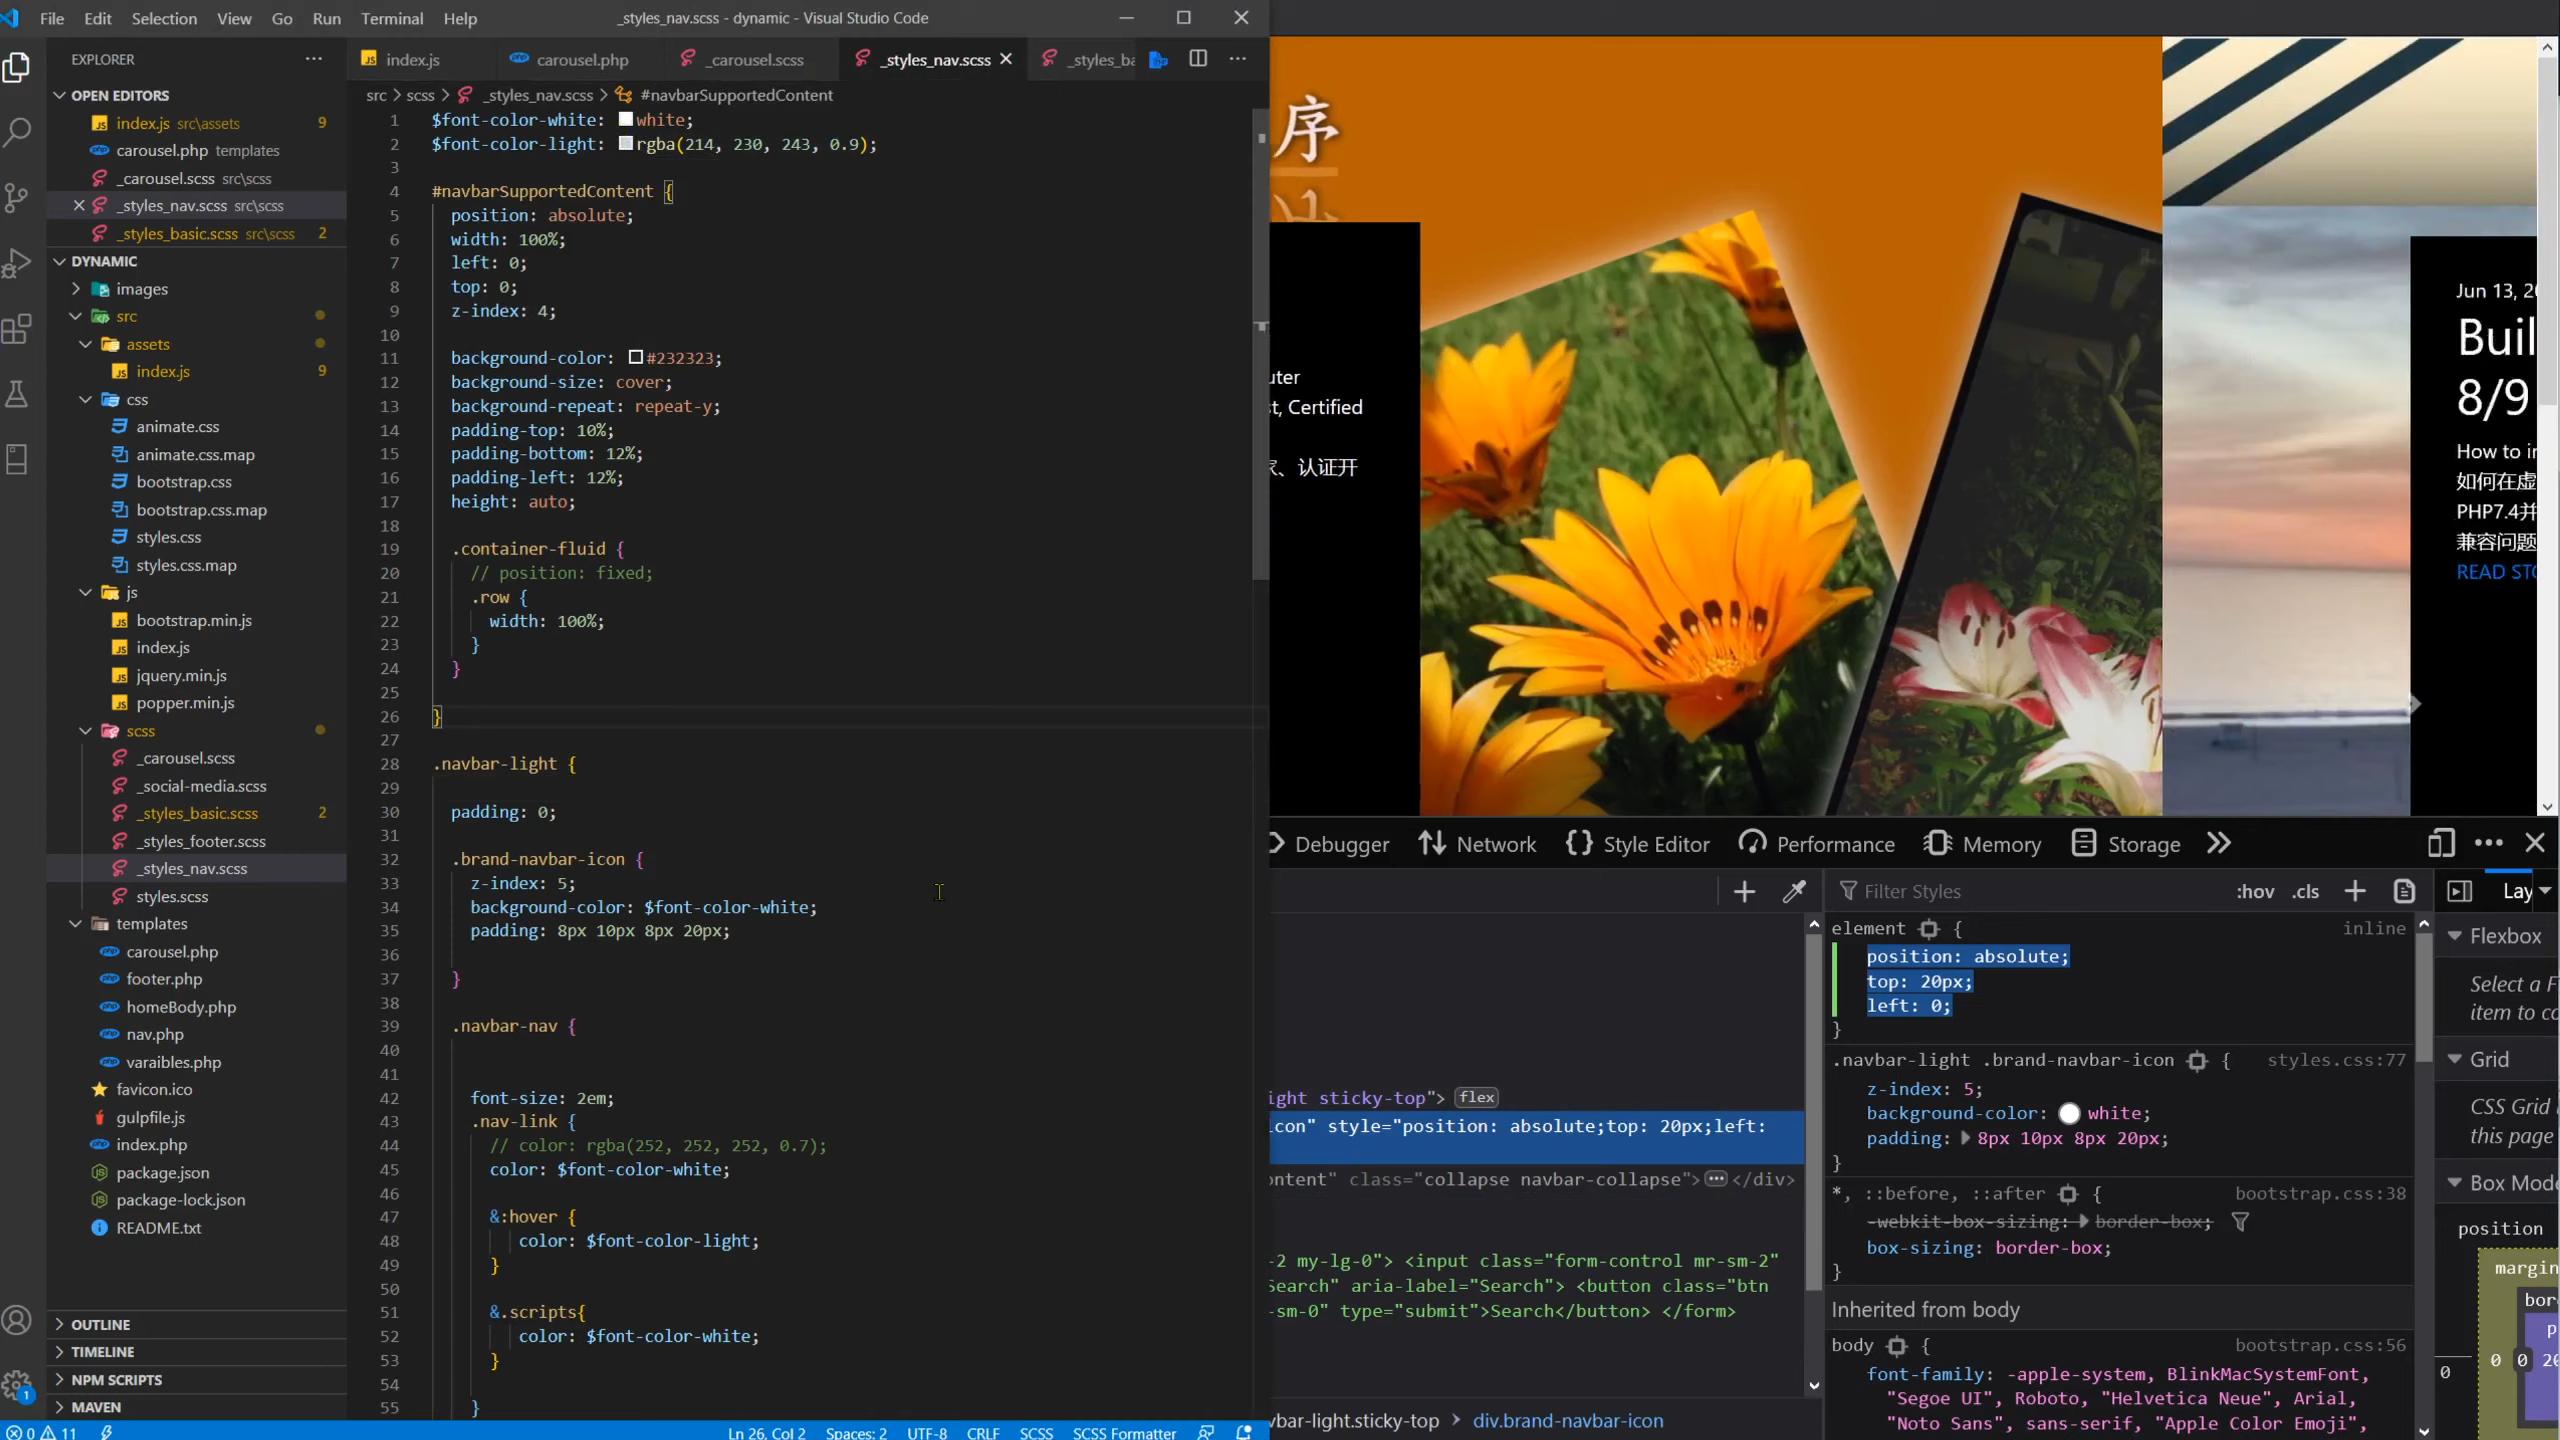 File Edit Selection View Go Run Terminal Help
_styles_nav.scss - dynamic - Visual Studio Code
EXPLORER
OPEN EDITORS
index.js src\assets 9
carousel.php templates
_carousel.scss src\scss
_styles_nav.scss src\scss
_styles_basic.scss src\scss 2
DYNAMIC
images
src
assets
index.js 9
css
animate.css
animate.css.map
bootstrap.css
bootstrap.css.map
styles.css
styles.css.map
js
bootstrap.min.js
index.js
jquery.min.js
popper.min.js
scss
_carousel.scss
_social-media.scss
_styles_basic.scss 2
_styles_footer.scss
_styles_nav.scss
styles.scss
templates
carousel.php
footer.php
homeBody.php
nav.php
varaibles.php
favicon.ico
gulpfile.js
index.php
package.json
package-lock.json
README.txt
OUTLINE
TIMELINE
NPM SCRIPTS
MAVEN
index.js carousel.php _carousel.scss _styles_nav.scss _styles_ba
src > scss > _styles_nav.scss > #navbarSupportedContent
1 $font-color-white: white;
2 $font-color-light: rgba(214, 230, 243, 0.9);
3
4 #navbarSupportedContent {
5 position: absolute;
6 width: 100%;
7 left: 0;
8 top: 0;
9 z-index: 4;
10
11 background-color: #232323;
12 background-size: cover;
13 background-repeat: repeat-y;
14 padding-top: 10%;
15 padding-bottom: 12%;
16 padding-left: 12%;
17 height: auto;
18
19 .container-fluid {
20 // position: fixed;
21 .row {
22 width: 100%;
23 }
24 }
25
26 }
27
28 .navbar-light {
29
30 padding: 0;
31
32 .brand-navbar-icon {
33 z-index: 5;
34 background-color: $font-color-white;
35 padding: 8px 10px 8px 20px;
36
37 }
38
39 .navbar-nav {
40
41
42 font-size: 2em;
43 .nav-link {
44 // color: rgba(252, 252, 252, 0.7);
45 color: $font-color-white;
46
47 &:hover {
48 color: $font-color-light;
49 }
50
51 &.scripts{
52 color: $font-color-white;
53 }
54
55 }
1
0 11 Ln 26, Col 2 Spaces: 2 UTF-8 CRLF SCSS SCSS Formatter
序
uter
t, Certified
家、认证开
Jun 13, 20
Buil
8/9
How to in
如何在虚
PHP7.4并
兼容问题
READ STO
Debugger Network Style Editor Performance Memory Storage
ight sticky-top"> flex
con" style="position: absolute;top: 20px;left:
ontent" class="collapse navbar-collapse"> </div>
-2 my-lg-0"> <input class="form-control mr-sm-2"
Search" aria-label="Search"> <button class="btn
-sm-0" type="submit">Search</button> </form>
vbar-light.sticky-top > div.brand-navbar-icon
Filter Styles :hov .cls
element { inline
position: absolute;
top: 20px;
left: 0;
}
.navbar-light .brand-navbar-icon { styles.css:77
z-index: 5;
background-color: white;
padding: 8px 10px 8px 20px;
}
*, ::before, ::after { bootstrap.css:38
-webkit-box-sizing: border-box;
box-sizing: border-box;
}
Inherited from body
body { bootstrap.css:56
font-family: -apple-system, BlinkMacSystemFont,
"Segoe UI", Roboto, "Helvetica Neue", Arial,
"Noto Sans", sans-serif, "Apple Color Emoji",
Lay
Flexbox
Select a F
item to co
Grid
CSS Grid
this page
Box Mode
position
margin
bor
p
0 0 0 20